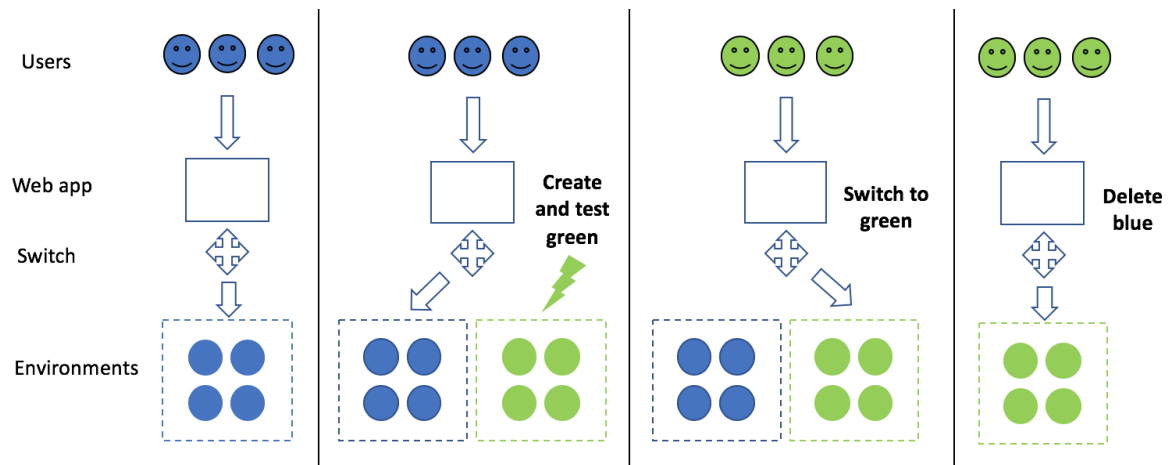 Users
Web app
Switch
Environments
Create
and test
green
Switch to
green
Delete
blue